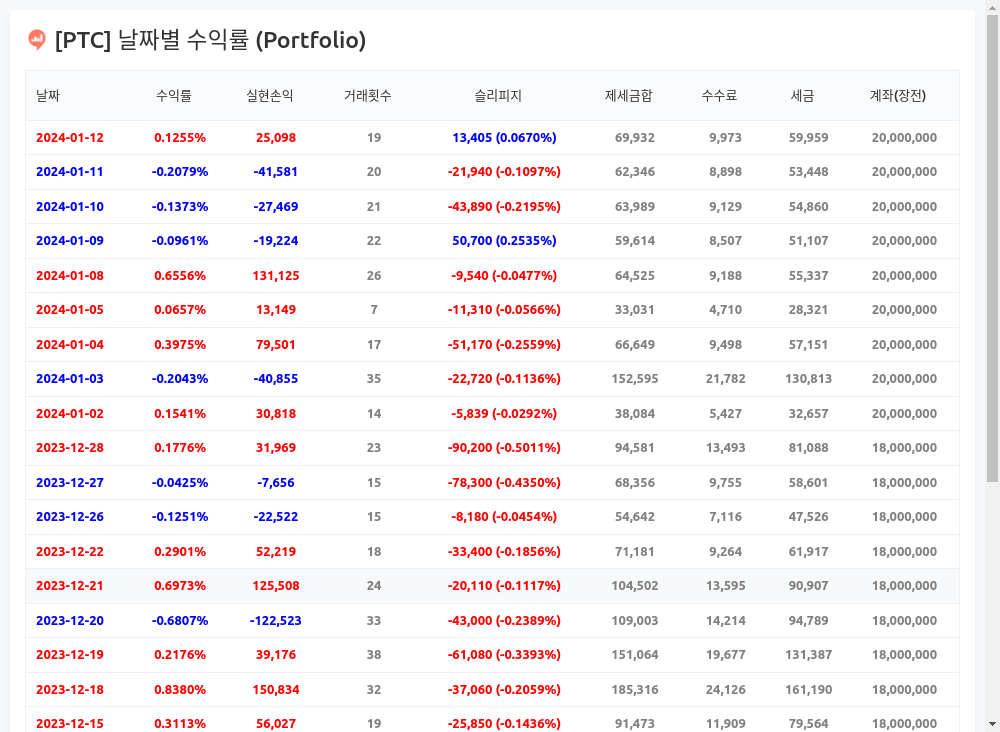 [PTC] 날짜별 수익률 (Portfolio)
날짜 수익률 실현손익 거래횟수 슬리피지 제세금합 수수료 세금 계좌(장전)
2024-01-12 0.1255% 25,098 19 13,405 (0.0670%) 69,932 9,973 59,959 20,000,000
2024-01-11 -0.2079% -41,581 20 -21,940 (-0.1097%) 62,346 8,898 53,448 20,000,000
2024-01-10 -0.1373% -27,469 21 -43,890 (-0.2195%) 63,989 9,129 54,860 20,000,000
2024-01-09 -0.0961% -19,224 22 50,700 (0.2535%) 59,614 8,507 51,107 20,000,000
2024-01-08 0.6556% 131,125 26 -9,540 (-0.0477%) 64,525 9,188 55,337 20,000,000
2024-01-05 0.0657% 13,149 7 -11,310 (-0.0566%) 33,031 4,710 28,321 20,000,000
2024-01-04 0.3975% 79,501 17 -51,170 (-0.2559%) 66,649 9,498 57,151 20,000,000
2024-01-03 -0.2043% -40,855 35 -22,720 (-0.1136%) 152,595 21,782 130,813 20,000,000
2024-01-02 0.1541% 30,818 14 -5,839 (-0.0292%) 38,084 5,427 32,657 20,000,000
2023-12-28 0.1776% 31,969 23 -90,200 (-0.5011%) 94,581 13,493 81,088 18,000,000
2023-12-27 -0.0425% -7,656 15 -78,300 (-0.4350%) 68,356 9,755 58,601 18,000,000
2023-12-26 -0.1251% -22,522 15 -8,180 (-0.0454%) 54,642 7,116 47,526 18,000,000
2023-12-22 0.2901% 52,219 18 -33,400 (-0.1856%) 71,181 9,264 61,917 18,000,000
2023-12-21 0.6973% 125,508 24 -20,110 (-0.1117%) 104,502 13,595 90,907 18,000,000
2023-12-20 -0.6807% -122,523 33 -43,000 (-0.2389%) 109,003 14,214 94,789 18,000,000
2023-12-19 0.2176% 39,176 38 -61,080 (-0.3393%) 151,064 19,677 131,387 18,000,000
2023-12-18 0.8380% 150,834 32 -37,060 (-0.2059%) 185,316 24,126 161,190 18,000,000
2023-12-15 0.3113% 56,027 19 -25,850 (-0.1436%) 91,473 11,909 79,564 18,000,000